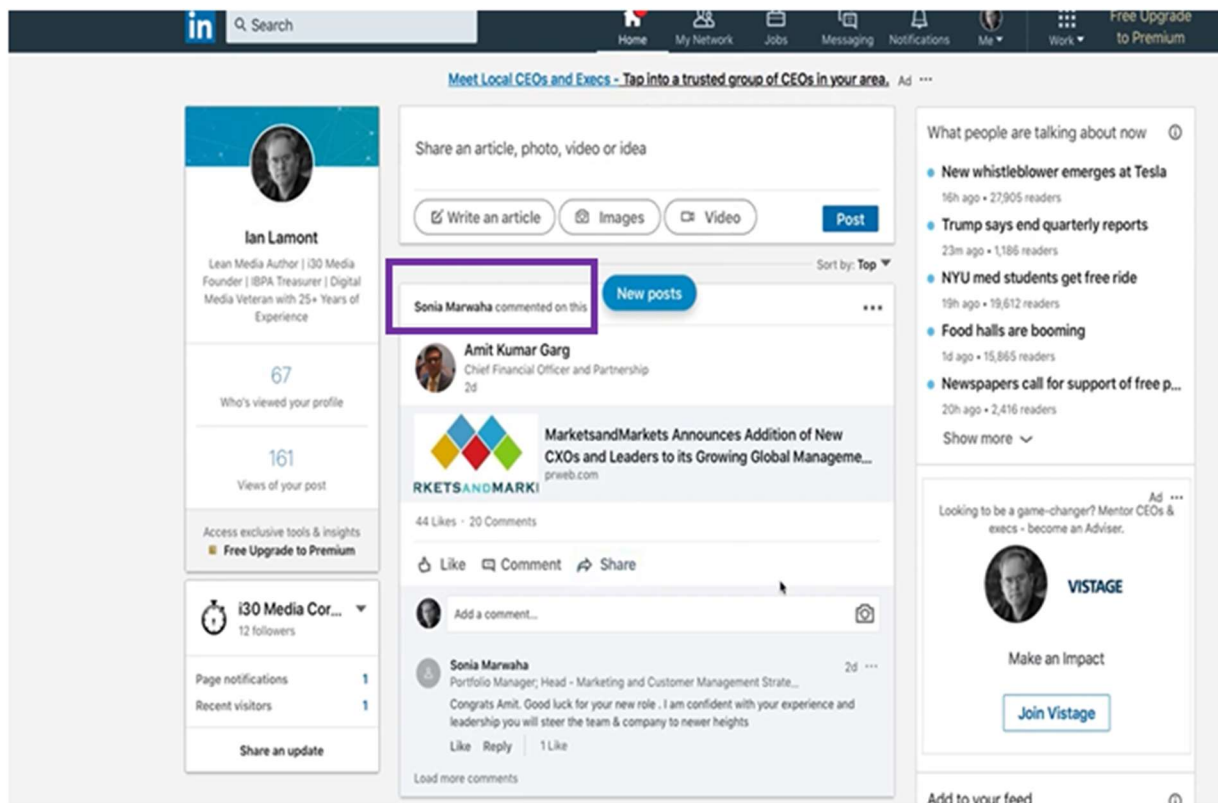 in
Search
Home
My Network
Jobs
Messaging
Notifications
Me
Work
Free Upgrade
to Premium
Meet Local CEOs and Execs - Tap into a trusted group of CEOs in your area. Ad ...
Ian Lamont
Lean Media Author | i30 Media
Founder | IBPA Treasurer | Digital
Media Veteran with 25+ Years of
Experience
67
Who's viewed your profile
161
Views of your post
Access exclusive tools & insights
Free Upgrade to Premium
i30 Media Cor...
12 followers
Page notifications 1
Recent visitors 1
Share an update
Share an article, photo, video or idea
Write an article
Images
Video
Post
Sort by: Top
New posts
Sonia Marwaha commented on this
Amit Kumar Garg
Chief Financial Officer and Partnership
2d
RKETSANDMARKI
MarketsandMarkets Announces Addition of New
CXOs and Leaders to its Growing Global Manageme...
prweb.com
44 Likes · 20 Comments
Like
Comment
Share
Add a comment...
Sonia Marwaha 2d ...
Portfolio Manager; Head - Marketing and Customer Management Strate...
Congrats Amit. Good luck for your new role . I am confident with your experience and
leadership you will steer the team & company to newer heights
Like Reply | 1 Like
Load more comments
What people are talking about now
New whistleblower emerges at Tesla
16h ago • 27,905 readers
Trump says end quarterly reports
23m ago • 1,186 readers
NYU med students get free ride
19h ago • 19,612 readers
Food halls are booming
1d ago • 15,865 readers
Newspapers call for support of free p...
20h ago • 2,416 readers
Show more
Ad ...
Looking to be a game-changer? Mentor CEOs &
execs - become an Adviser.
VISTAGE
Make an Impact
Join Vistage
Add to your feed